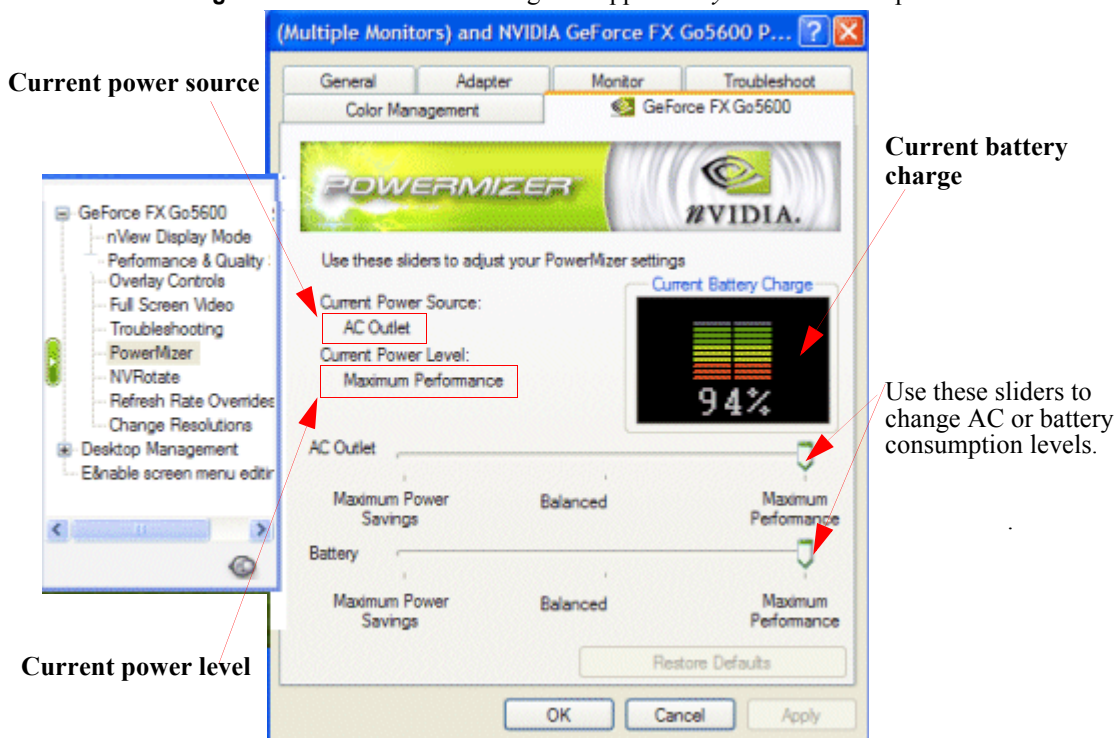 (Multiple Monitors) and NVIDIA GeForce FX Go5600 P...
Current power source
General
Adapter
Monitor
Troubleshoot
Color Management
GeForce FX Go5600
POWERMIZER
nVIDIA.
Current battery
charge
GeForce FX Go5600
nView Display Mode
Performance & Quality
Overlay Controls
Full Screen Video
Troubleshooting
PowerMizer
NVRotate
Refresh Rate Overrides
Change Resolutions
Desktop Management
E&nable screen menu editin
Use these sliders to adjust your PowerMizer settings
Current Power Source:
AC Outlet
Current Power Level:
Maximum Performance
Current Battery Charge
94%
Use these sliders to
change AC or battery
consumption levels.
AC Outlet
Maximum Power
Savings
Balanced
Maximum
Performance
Battery
Maximum Power
Savings
Balanced
Maximum
Performance
Current power level
Restore Defaults
OK
Cancel
Apply